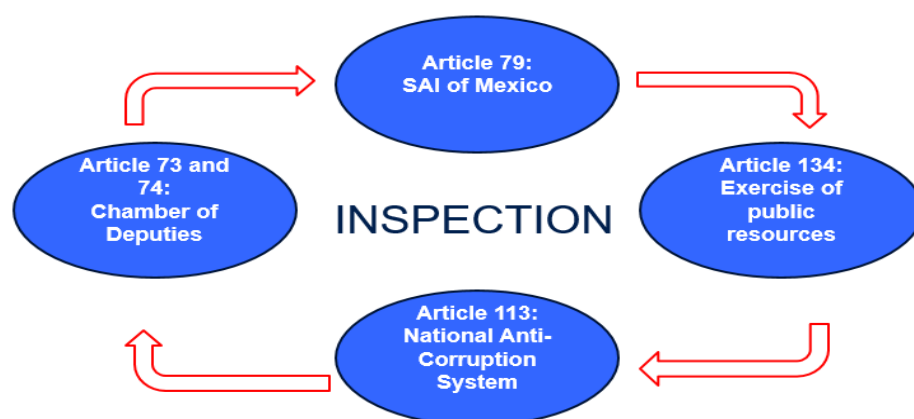 Article 79:
SAI of Mexico
Article 73 and
74:
Chamber of
Deputies
INSPECTION
Article 134:
Exercise of
public
resources
Article 113:
National Anti-
Corruption
System